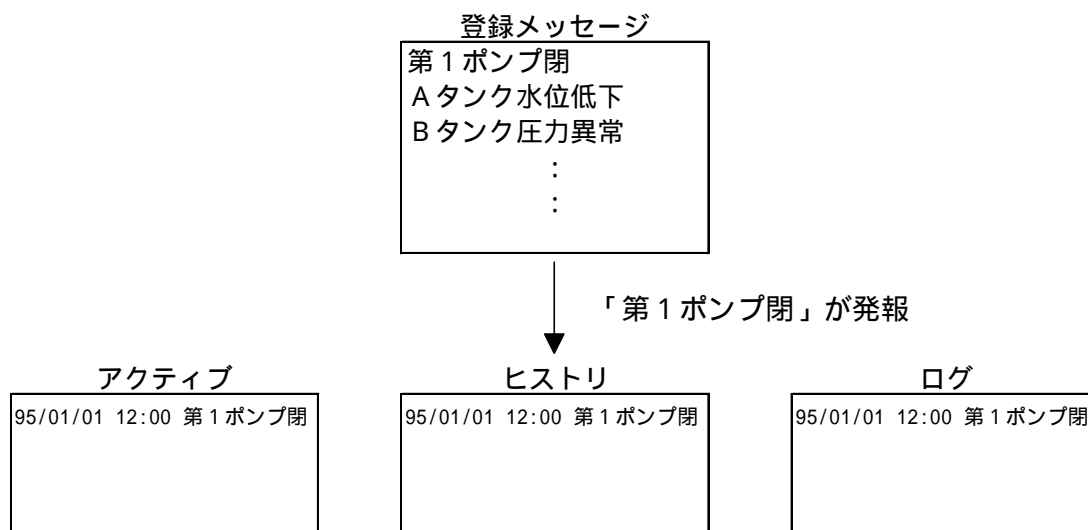 登録メッセージ
第1ポンプ閉
Aタンク水位低下
Bタンク圧力異常
:
:
「第1ポンプ閉」が発報
アクティブ
95/01/01 12:00 第1ポンプ閉
ヒストリ
95/01/01 12:00 第1ポンプ閉
ログ
95/01/01 12:00 第1ポンプ閉